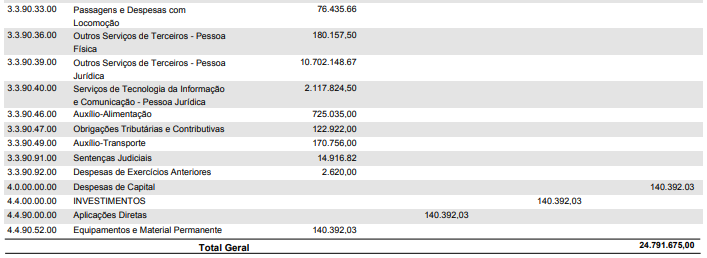 3.3.90.33.00 Passagens e Despesas com 76.435.66
Locomoção
3.3.90.36.00 Outros Serviços de Terceiros - Pessoa 180.157,50
Física
3.3.90.39.00 Outros Serviços de Terceiros - Pessoa 10.702.148.67
Jurídica
3.3.90.40.00 Serviços de Tecnologia da Informação 2.117.824,50
e Comunicação - Pessoa Jurídica
3.3.90.46.00 Auxílio-Alimentação 725.035,00
3.3.90.47.00 Obrigações Tributárias e Contributivas 122.922,00
3.3.90.49.00 Auxílio-Transporte 170.756,00
3.3.90.91.00 Sentenças Judiciais 14.916.82
3.3.90.92.00 Despesas de Exercícios Anteriores 2.620,00
4.0.00.00.00 Despesas de Capital 140.392.03
4.4.00.00.00 INVESTIMENTOS 140.392,03
4.4.90.00.00 Aplicações Diretas 140.392,03
4.4.90.52.00 Equipamentos e Material Permanente 140.392,03
Total Geral 24.791.675,00